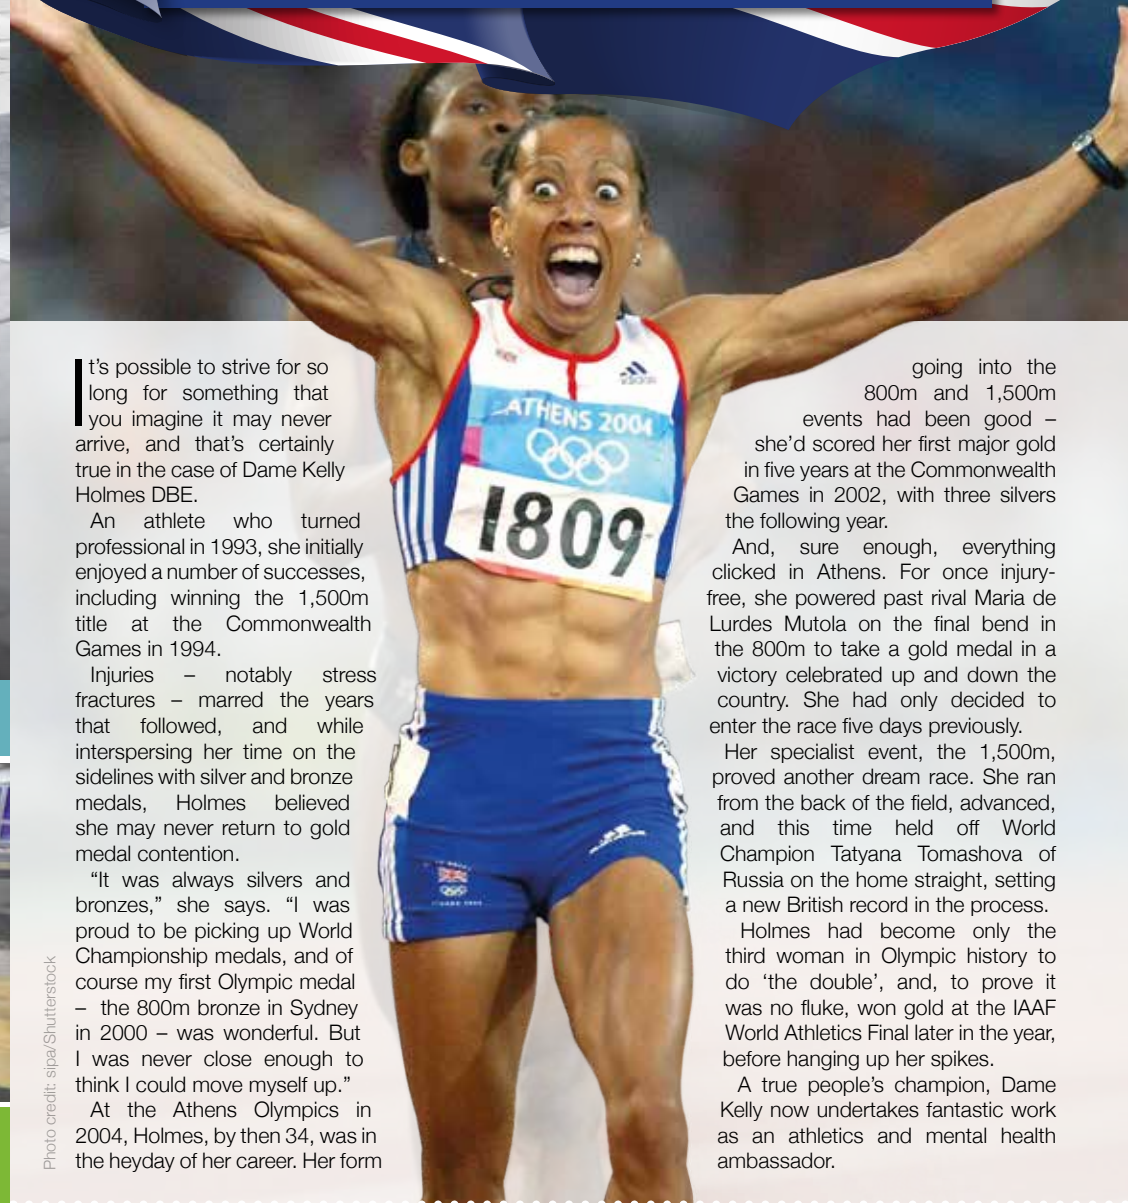 It's possible to strive for so
long for something that
you imagine it may never
arrive, and that's certainly
true in the case of Dame Kelly
Holmes DBE.
An athlete who turned
professional in 1993, she initially
enjoyed a number of successes,
including winning the 1,500m
title at the Commonwealth
Games in 1994.
Injuries – notably stress
fractures – marred the years
that followed, and while
interspersing her time on the
sidelines with silver and bronze
medals, Holmes believed
she may never return to gold
medal contention.
“It was always silvers and
bronzes,” she says. “I was
proud to be picking up World
Championship medals, and of
course my first Olympic medal
– the 800m bronze in Sydney
in 2000 – was wonderful. But
I was never close enough to
think I could move myself up.”
At the Athens Olympics in
2004, Holmes, by then 34, was in
the heyday of her career. Her form
going into the
800m and 1,500m
events had been good –
she'd scored her first major gold
in five years at the Commonwealth
Games in 2002, with three silvers
the following year.
And, sure enough, everything
clicked in Athens. For once injury-
free, she powered past rival Maria de
Lurdes Mutola on the final bend in
the 800m to take a gold medal in a
victory celebrated up and down the
country. She had only decided to
enter the race five days previously.
Her specialist event, the 1,500m,
proved another dream race. She ran
from the back of the field, advanced,
and this time held off World
Champion Tatyana Tomashova of
Russia on the home straight, setting
a new British record in the process.
Holmes had become only the
third woman in Olympic history to
do ‘the double’, and, to prove it
was no fluke, won gold at the IAAF
World Athletics Final later in the year,
before hanging up her spikes.
A true people's champion, Dame
Kelly now undertakes fantastic work
as an athletics and mental health
ambassador.
adidas
ATHENS 2004
1809
Photo credit: sipa/Shutterstock